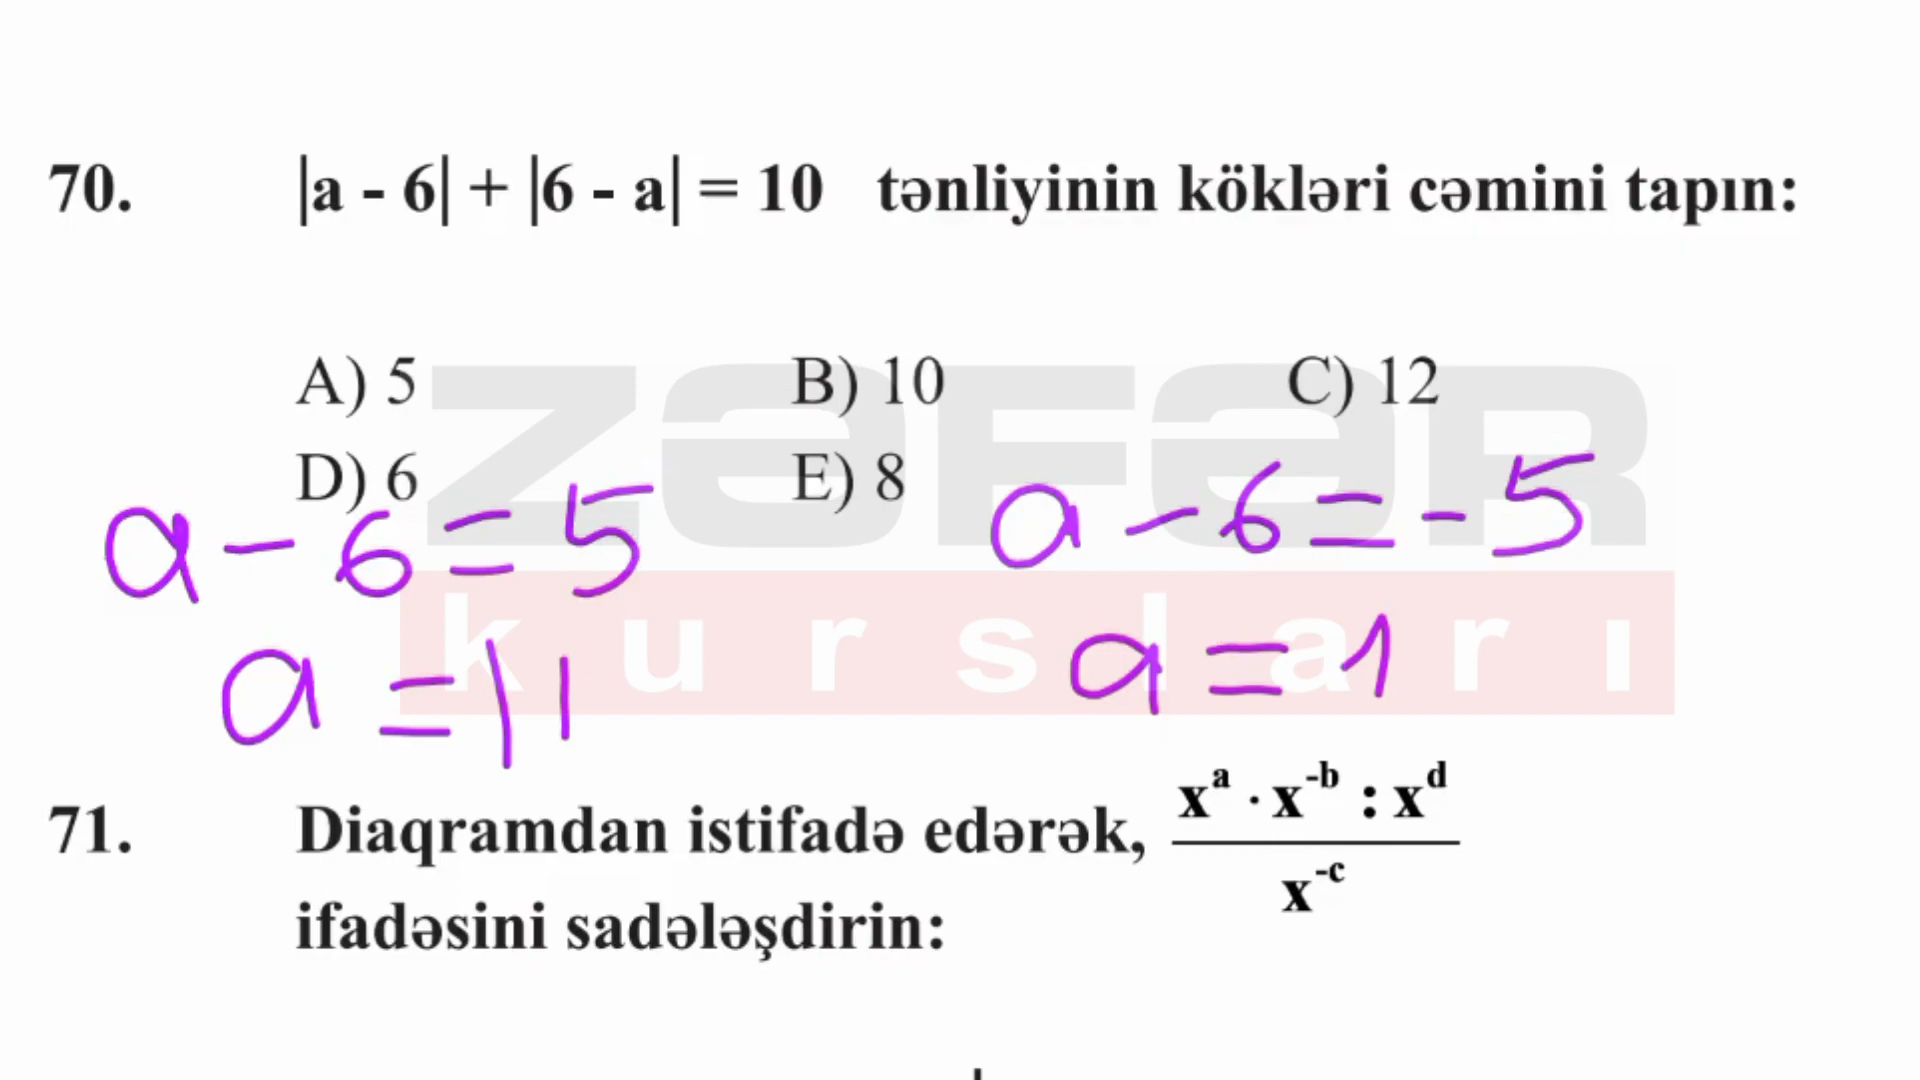 70. |a - 6| + |6 - a| = 10 tənliyinin kökləri cəmini tapın:
A) 5 B) 10 C) 12
D) 6 E) 8
a - 6 = 5 a - 6 = -5
a = 11 a = 1
ZƏFƏR
kursları
71. Diaqramdan istifadə edərək, x^a · x^-b : x^d / x^-c
ifadəsini sadələşdirin: